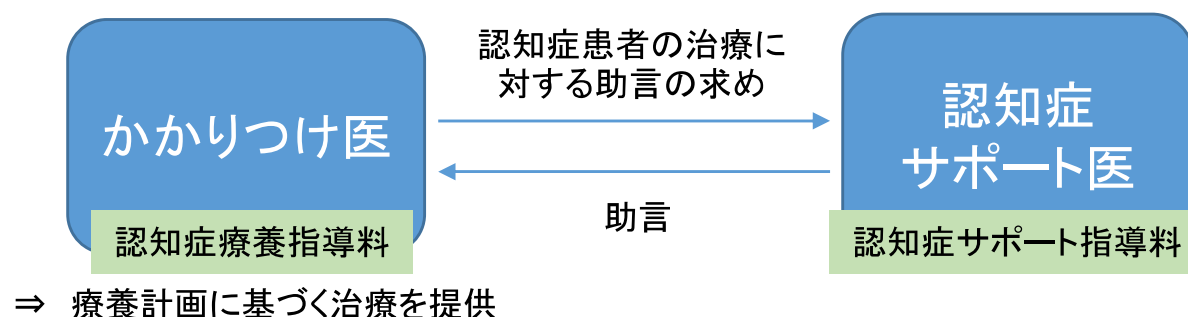 かかりつけ医
認知症療養指導料
認知症患者の治療に
対する助言の求め
助言
認知症
サポート医
認知症サポート指導料
⇒ 療養計画に基づく治療を提供